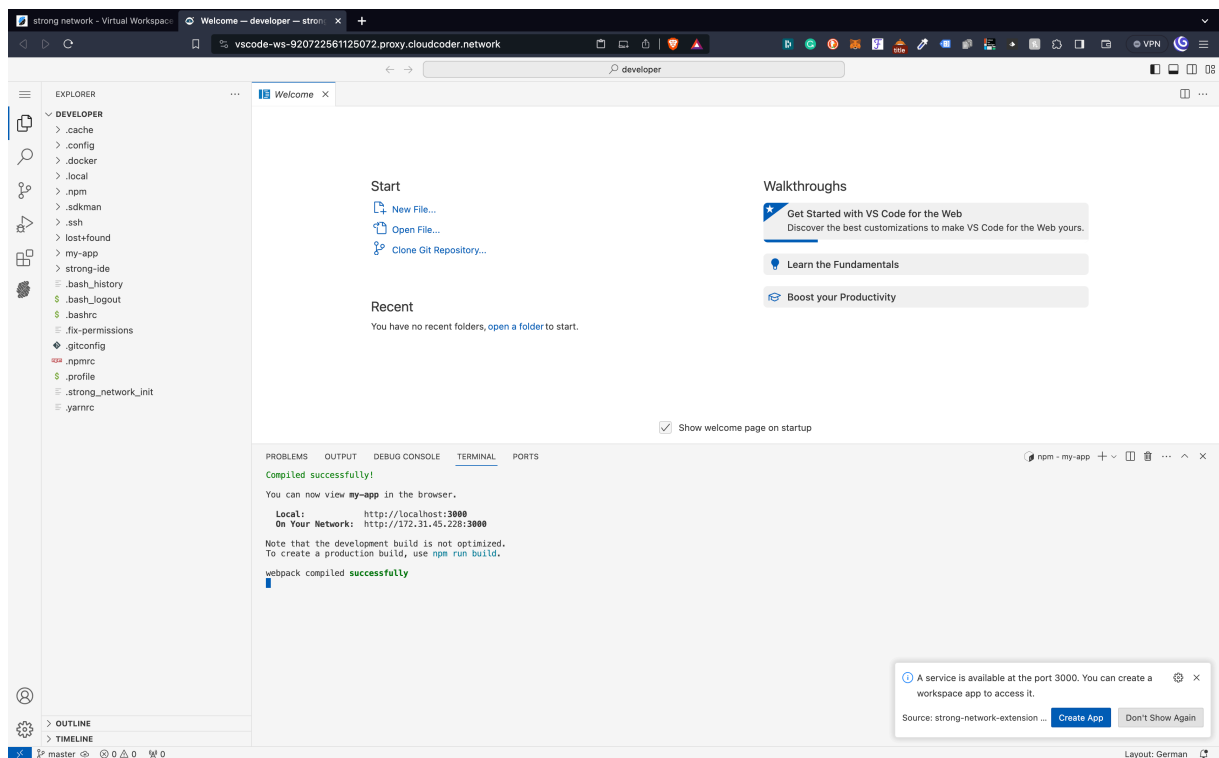 strong network - Virtual Workspace
Welcome — developer — strong
vscode-ws-920722561125072.proxy.cloudcoder.network
title
VPN
developer
EXPLORER
Welcome
DEVELOPER
.cache
.config
.docker
.local
.npm
.sdkman
.ssh
lost+found
my-app
strong-ide
.bash_history
.bash_logout
.bashrc
.fix-permissions
.gitconfig
.npmrc
.profile
.strong_network_init
.yarnrc
Start
New File...
Open File...
Clone Git Repository...
Recent
You have no recent folders, open a folder to start.
Walkthroughs
Get Started with VS Code for the Web
Discover the best customizations to make VS Code for the Web yours.
Learn the Fundamentals
Boost your Productivity
Show welcome page on startup
PROBLEMS OUTPUT DEBUG CONSOLE TERMINAL PORTS
npm - my-app
Compiled successfully!
You can now view my-app in the browser.
Local: http://localhost:3000
On Your Network: http://172.31.45.228:3000
Note that the development build is not optimized.
To create a production build, use npm run build.
webpack compiled successfully
A service is available at the port 3000. You can create a
workspace app to access it.
Source: strong-network-extension ...
Create App
Don't Show Again
OUTLINE
TIMELINE
master
0
0
0
Layout: German